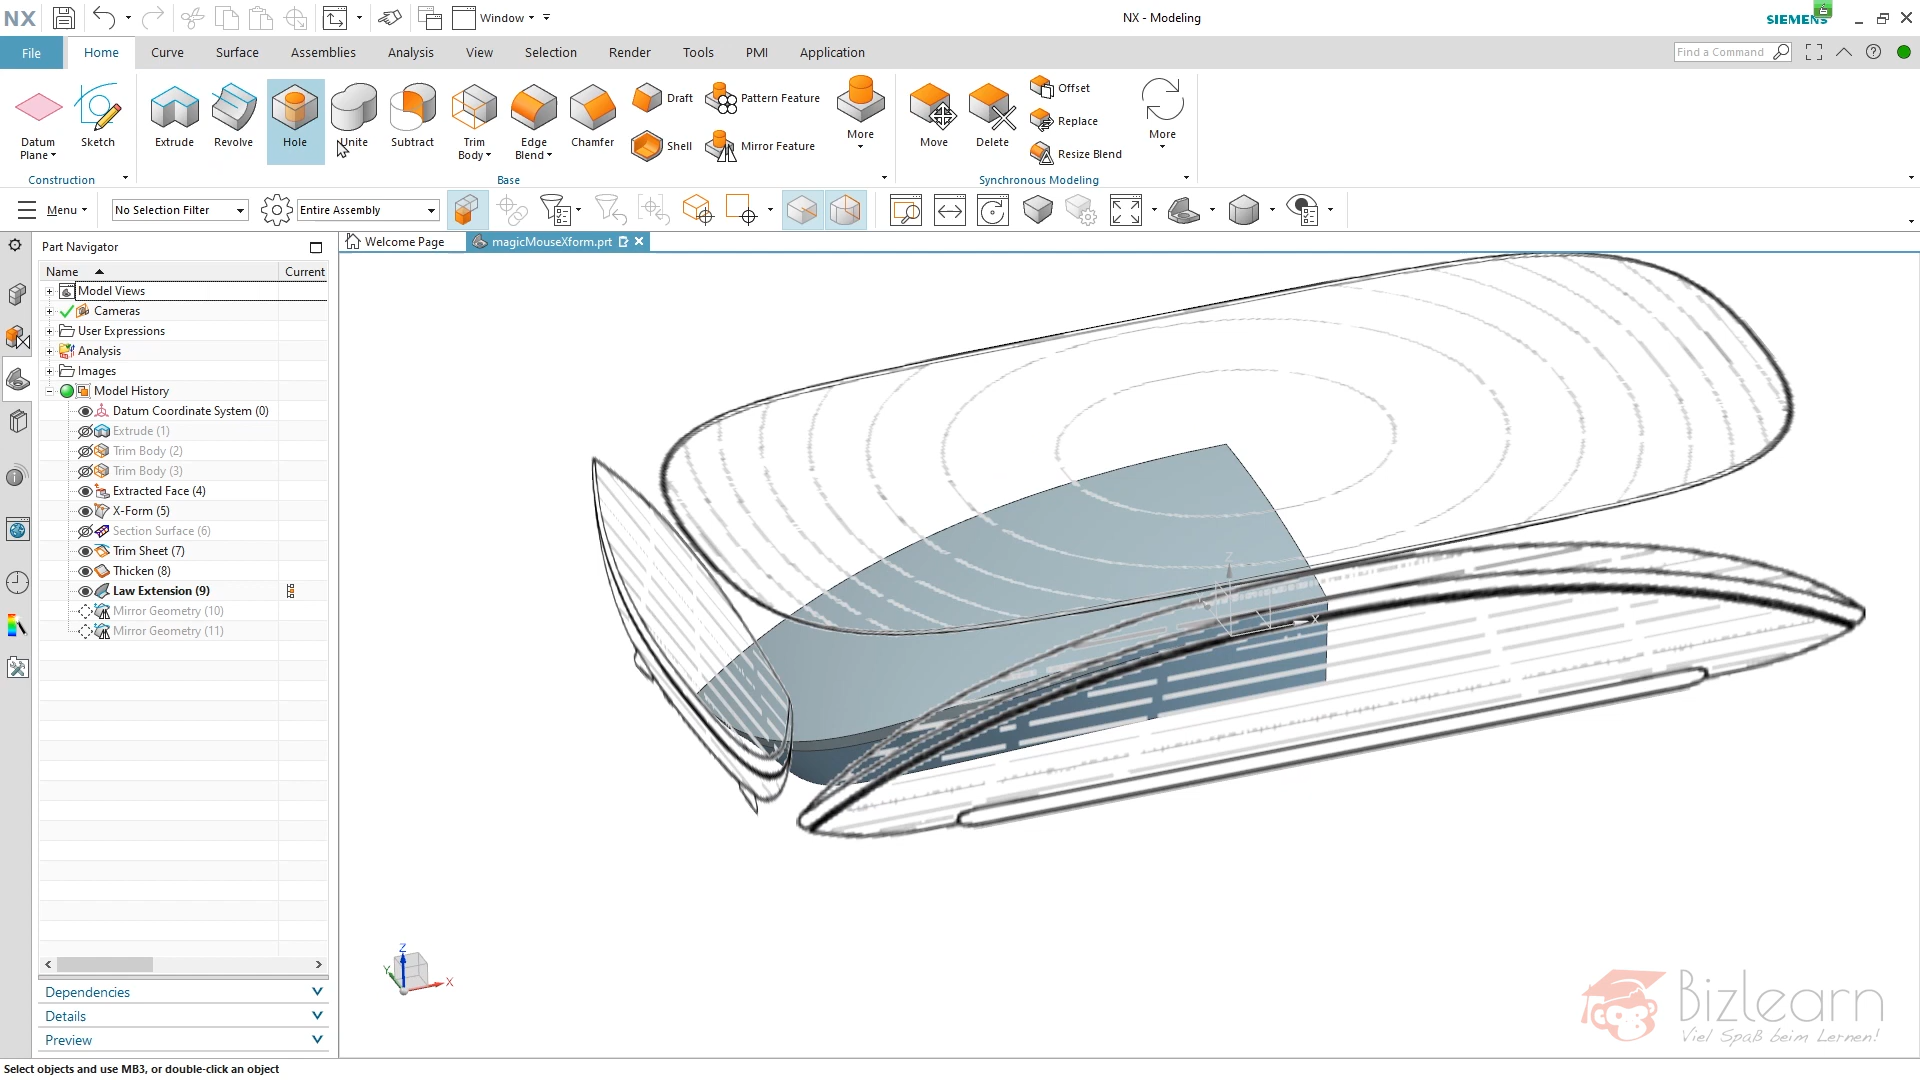 NX
Window
NX - Modeling
SIEMENS
File
Home
Curve
Surface
Assemblies
Analysis
View
Selection
Render
Tools
PMI
Application
Find a Command
Datum Plane
Sketch
Extrude
Revolve
Hole
Unite
Subtract
Trim Body
Edge Blend
Chamfer
Draft
Shell
Pattern Feature
Mirror Feature
More
Move
Delete
Offset
Replace
Resize Blend
More
Construction
Base
Synchronous Modeling
Menu
No Selection Filter
Entire Assembly
Part Navigator
Welcome Page
magicMouseXform.prt
Name
Current
Model Views
Cameras
User Expressions
Analysis
Images
Model History
Datum Coordinate System (0)
Extrude (1)
Trim Body (2)
Trim Body (3)
Extracted Face (4)
X-Form (5)
Section Surface (6)
Trim Sheet (7)
Thicken (8)
Law Extension (9)
Mirror Geometry (10)
Mirror Geometry (11)
Z
X
Z
Y
X
Dependencies
Details
Preview
Bizlearn
Viel Spaß beim Lernen!
Select objects and use MB3, or double-click an object